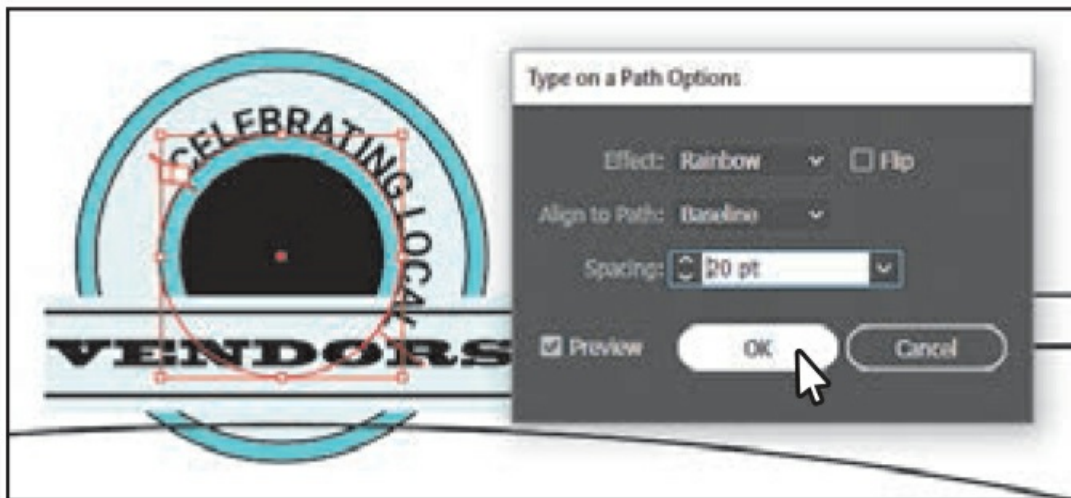 CELEBRATING LOCAL
VENDORS
Type on a Path Options
Effect: Rainbow Flip
Align to Path: Baseline
Spacing: 20 pt
Preview OK Cancel